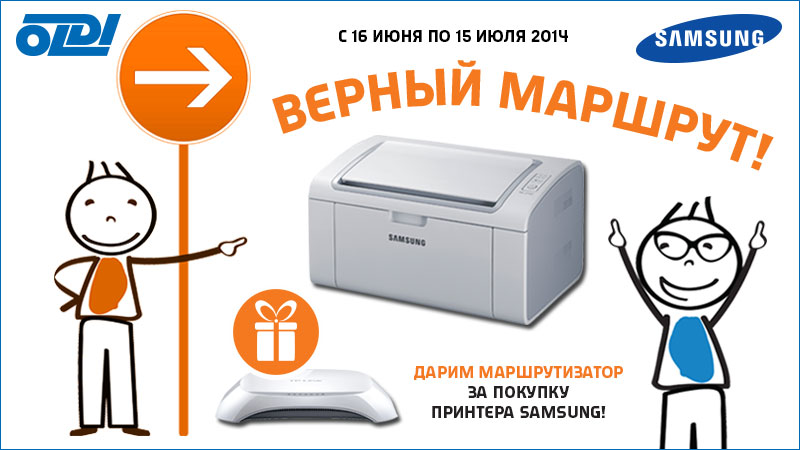 OLDI
С 16 ИЮНЯ ПО 15 ИЮЛЯ 2014
SAMSUNG
ВЕРНЫЙ МАРШРУТ!
SAMSUNG
TP-LINK
ДАРИМ МАРШРУТИЗАТОР
ЗА ПОКУПКУ
ПРИНТЕРА SAMSUNG!